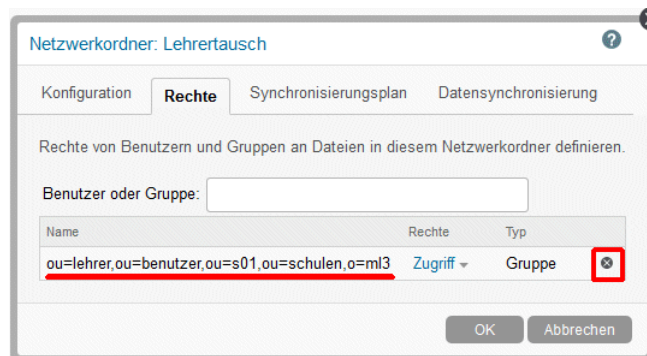 Netzwerkordner: Lehrertausch
Konfiguration Rechte Synchronisierungsplan Datensynchronisierung
Rechte von Benutzern und Gruppen an Dateien in diesem Netzwerkordner definieren.
Benutzer oder Gruppe:
Name Rechte Typ
ou=lehrer,ou=benutzer,ou=s01,ou=schulen,o=ml3 Zugriff Gruppe
OK Abbrechen